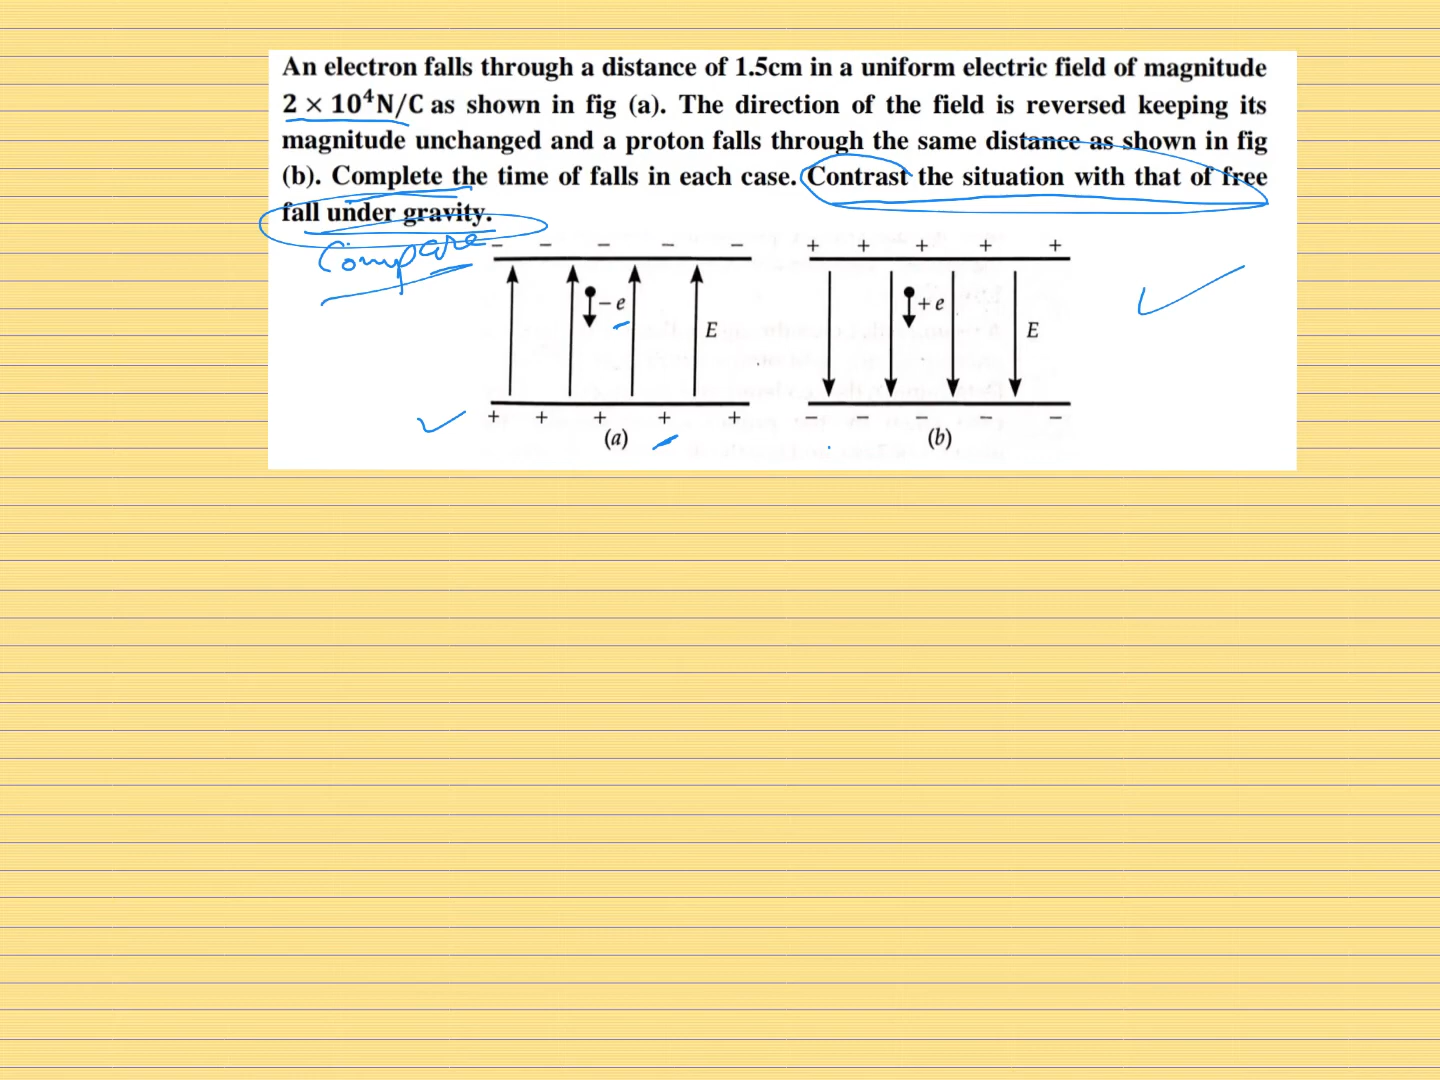 An electron falls through a distance of 1.5cm in a uniform electric field of magnitude
2 × 10⁴N/C as shown in fig (a). The direction of the field is reversed keeping its
magnitude unchanged and a proton falls through the same distance as shown in fig
(b). Complete the time of falls in each case. Contrast the situation with that of free
fall under gravity.
Compare
− − − − −
+ + + + +
− e
+ e
E
E
+ + + + +
− − − − −
(a)
(b)